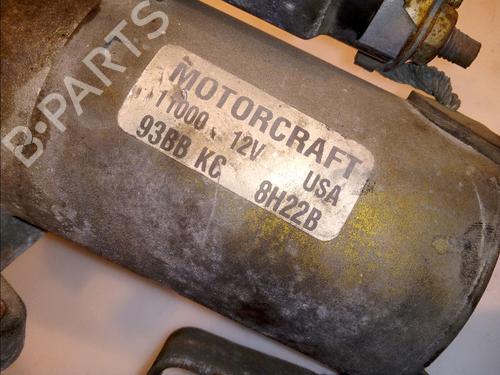 MOTORCRAFT
11000 12V USA
93BB KC 8H22B
B-PARTS